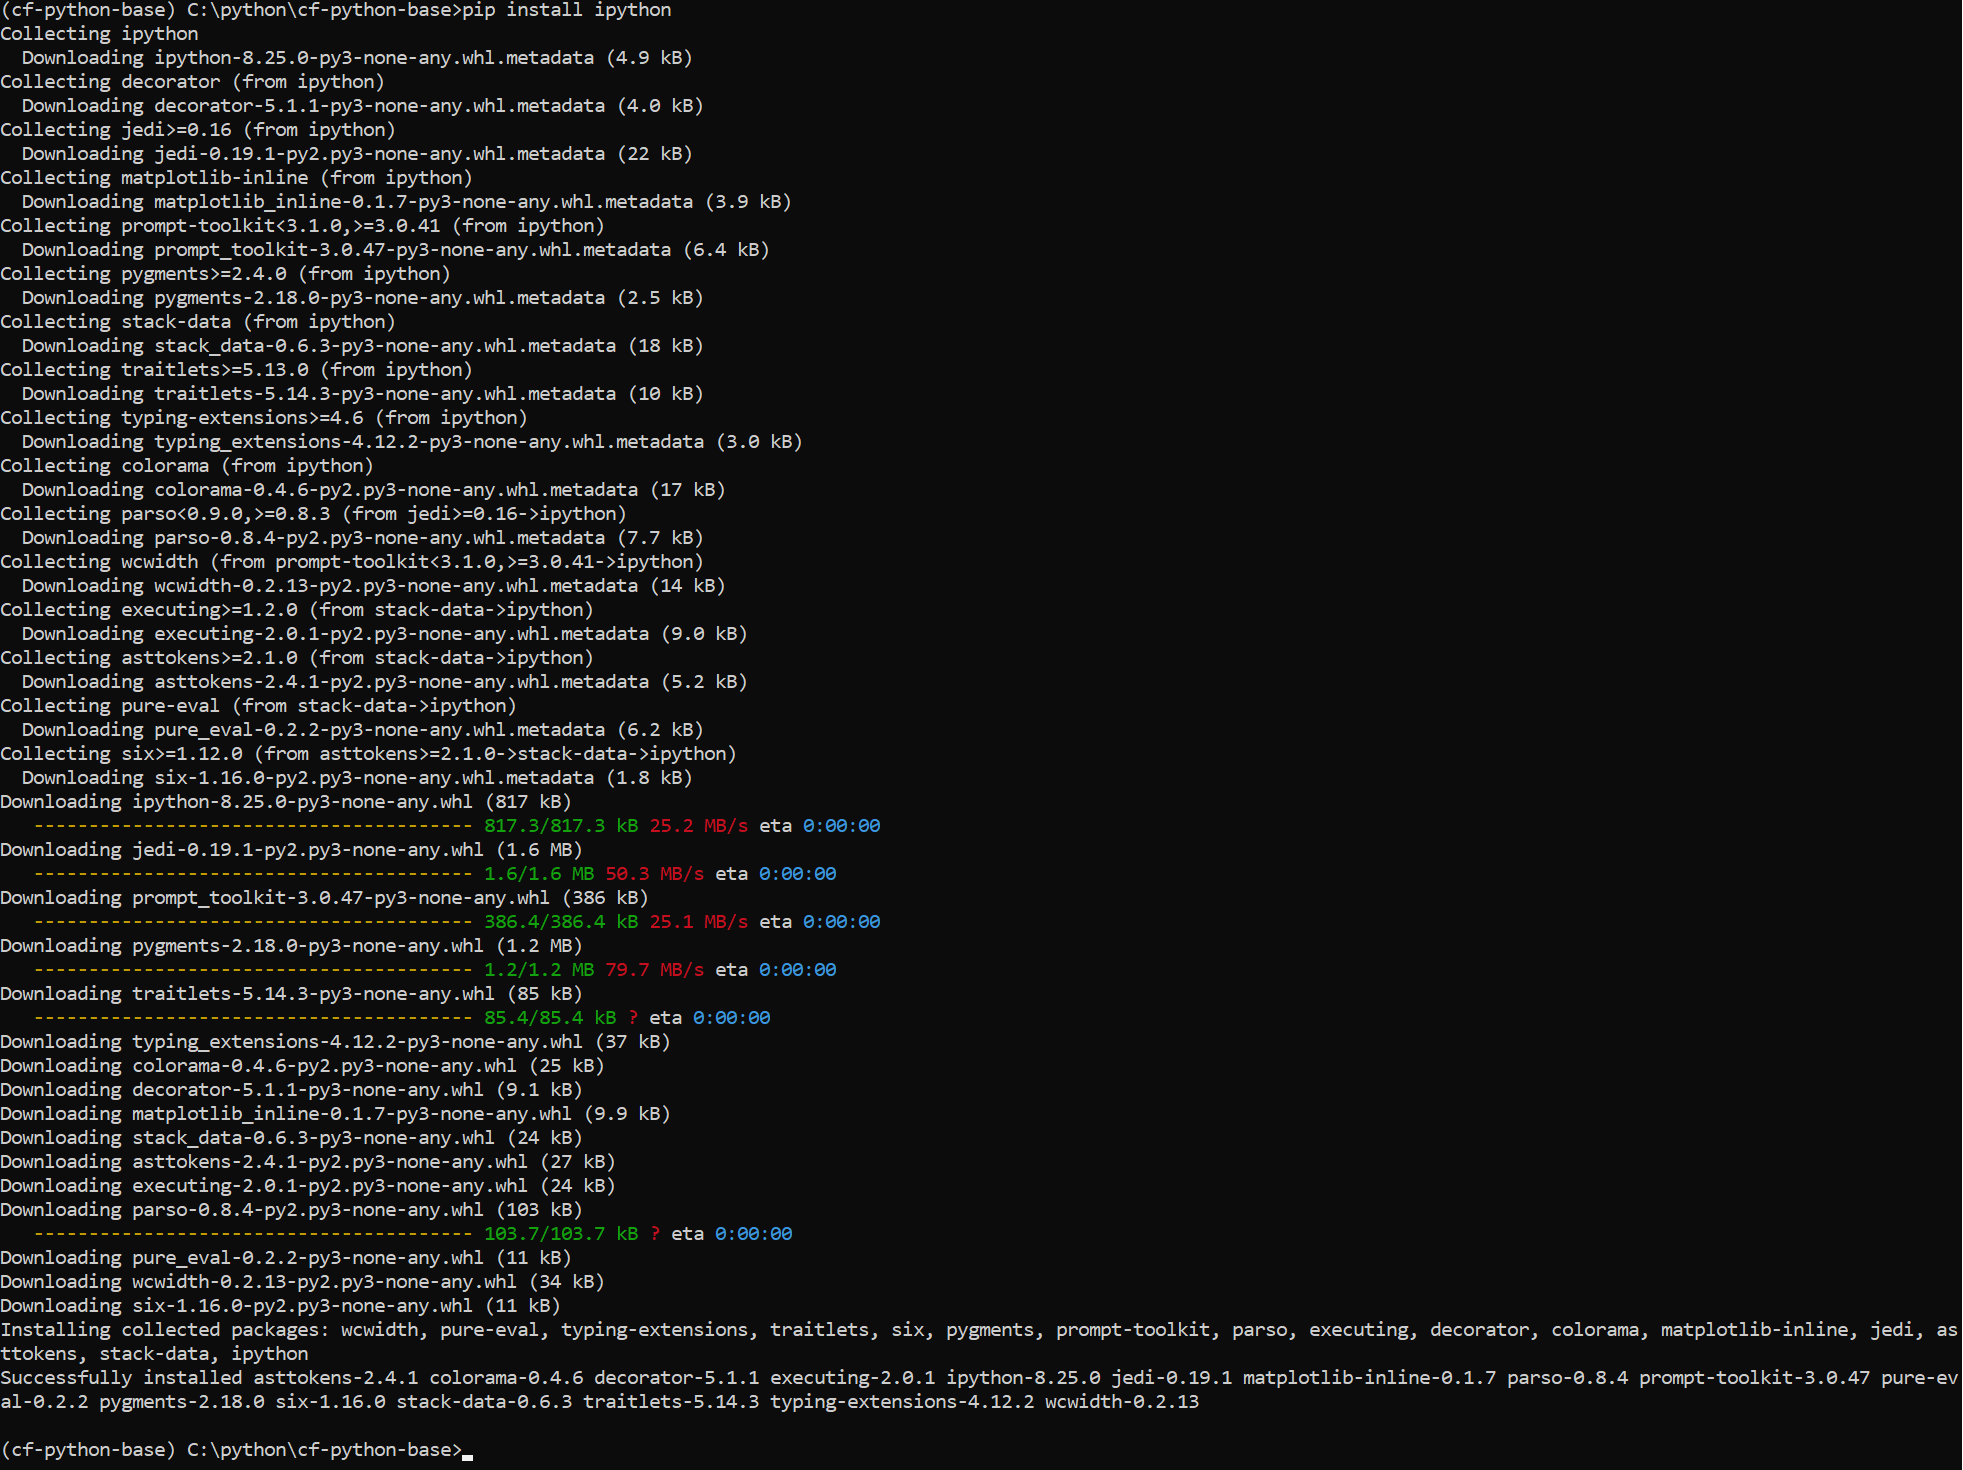 (cf-python-base) C:\python\cf-python-base>pip install ipython
Collecting ipython
  Downloading ipython-8.25.0-py3-none-any.whl.metadata (4.9 kB)
Collecting decorator (from ipython)
  Downloading decorator-5.1.1-py3-none-any.whl.metadata (4.0 kB)
Collecting jedi>=0.16 (from ipython)
  Downloading jedi-0.19.1-py2.py3-none-any.whl.metadata (22 kB)
Collecting matplotlib-inline (from ipython)
  Downloading matplotlib_inline-0.1.7-py3-none-any.whl.metadata (3.9 kB)
Collecting prompt-toolkit<3.1.0,>=3.0.41 (from ipython)
  Downloading prompt_toolkit-3.0.47-py3-none-any.whl.metadata (6.4 kB)
Collecting pygments>=2.4.0 (from ipython)
  Downloading pygments-2.18.0-py3-none-any.whl.metadata (2.5 kB)
Collecting stack-data (from ipython)
  Downloading stack_data-0.6.3-py3-none-any.whl.metadata (18 kB)
Collecting traitlets>=5.13.0 (from ipython)
  Downloading traitlets-5.14.3-py3-none-any.whl.metadata (10 kB)
Collecting typing-extensions>=4.6 (from ipython)
  Downloading typing_extensions-4.12.2-py3-none-any.whl.metadata (3.0 kB)
Collecting colorama (from ipython)
  Downloading colorama-0.4.6-py2.py3-none-any.whl.metadata (17 kB)
Collecting parso<0.9.0,>=0.8.3 (from jedi>=0.16->ipython)
  Downloading parso-0.8.4-py2.py3-none-any.whl.metadata (7.7 kB)
Collecting wcwidth (from prompt-toolkit<3.1.0,>=3.0.41->ipython)
  Downloading wcwidth-0.2.13-py2.py3-none-any.whl.metadata (14 kB)
Collecting executing>=1.2.0 (from stack-data->ipython)
  Downloading executing-2.0.1-py2.py3-none-any.whl.metadata (9.0 kB)
Collecting asttokens>=2.1.0 (from stack-data->ipython)
  Downloading asttokens-2.4.1-py2.py3-none-any.whl.metadata (5.2 kB)
Collecting pure-eval (from stack-data->ipython)
  Downloading pure_eval-0.2.2-py3-none-any.whl.metadata (6.2 kB)
Collecting six>=1.12.0 (from asttokens>=2.1.0->stack-data->ipython)
  Downloading six-1.16.0-py2.py3-none-any.whl.metadata (1.8 kB)
Downloading ipython-8.25.0-py3-none-any.whl (817 kB)
   ---------------------------------------- 817.3/817.3 kB 25.2 MB/s eta 0:00:00
Downloading jedi-0.19.1-py2.py3-none-any.whl (1.6 MB)
   ---------------------------------------- 1.6/1.6 MB 50.3 MB/s eta 0:00:00
Downloading prompt_toolkit-3.0.47-py3-none-any.whl (386 kB)
   ---------------------------------------- 386.4/386.4 kB 25.1 MB/s eta 0:00:00
Downloading pygments-2.18.0-py3-none-any.whl (1.2 MB)
   ---------------------------------------- 1.2/1.2 MB 79.7 MB/s eta 0:00:00
Downloading traitlets-5.14.3-py3-none-any.whl (85 kB)
   ---------------------------------------- 85.4/85.4 kB ? eta 0:00:00
Downloading typing_extensions-4.12.2-py3-none-any.whl (37 kB)
Downloading colorama-0.4.6-py2.py3-none-any.whl (25 kB)
Downloading decorator-5.1.1-py3-none-any.whl (9.1 kB)
Downloading matplotlib_inline-0.1.7-py3-none-any.whl (9.9 kB)
Downloading stack_data-0.6.3-py3-none-any.whl (24 kB)
Downloading asttokens-2.4.1-py2.py3-none-any.whl (27 kB)
Downloading executing-2.0.1-py2.py3-none-any.whl (24 kB)
Downloading parso-0.8.4-py2.py3-none-any.whl (103 kB)
   ---------------------------------------- 103.7/103.7 kB ? eta 0:00:00
Downloading pure_eval-0.2.2-py3-none-any.whl (11 kB)
Downloading wcwidth-0.2.13-py2.py3-none-any.whl (34 kB)
Downloading six-1.16.0-py2.py3-none-any.whl (11 kB)
Installing collected packages: wcwidth, pure-eval, typing-extensions, traitlets, six, pygments, prompt-toolkit, parso, executing, decorator, colorama, matplotlib-inline, jedi, as
ttokens, stack-data, ipython
Successfully installed asttokens-2.4.1 colorama-0.4.6 decorator-5.1.1 executing-2.0.1 ipython-8.25.0 jedi-0.19.1 matplotlib-inline-0.1.7 parso-0.8.4 prompt-toolkit-3.0.47 pure-ev
al-0.2.2 pygments-2.18.0 six-1.16.0 stack-data-0.6.3 traitlets-5.14.3 typing-extensions-4.12.2 wcwidth-0.2.13

(cf-python-base) C:\python\cf-python-base>